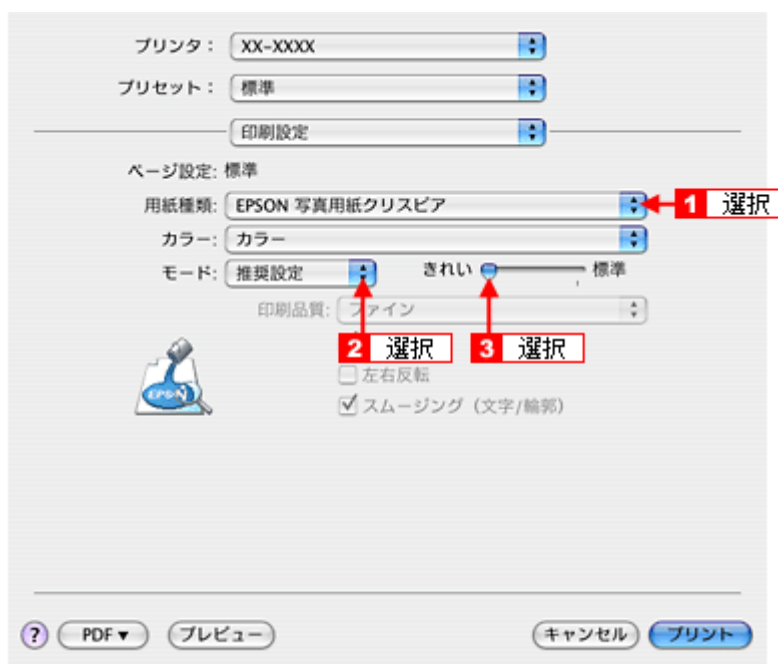 プリンタ： XX-XXXX
プリセット： 標準
印刷設定
ページ設定: 標準
用紙種類: EPSON 写真用紙クリスピア
1 選択
カラー: カラー
モード: 推奨設定 きれい 標準
印刷品質: ファイン
2 選択 3 選択
左右反転
EPSON
スムージング（文字/輪郭）
? PDF▼ プレビュー キャンセル プリント